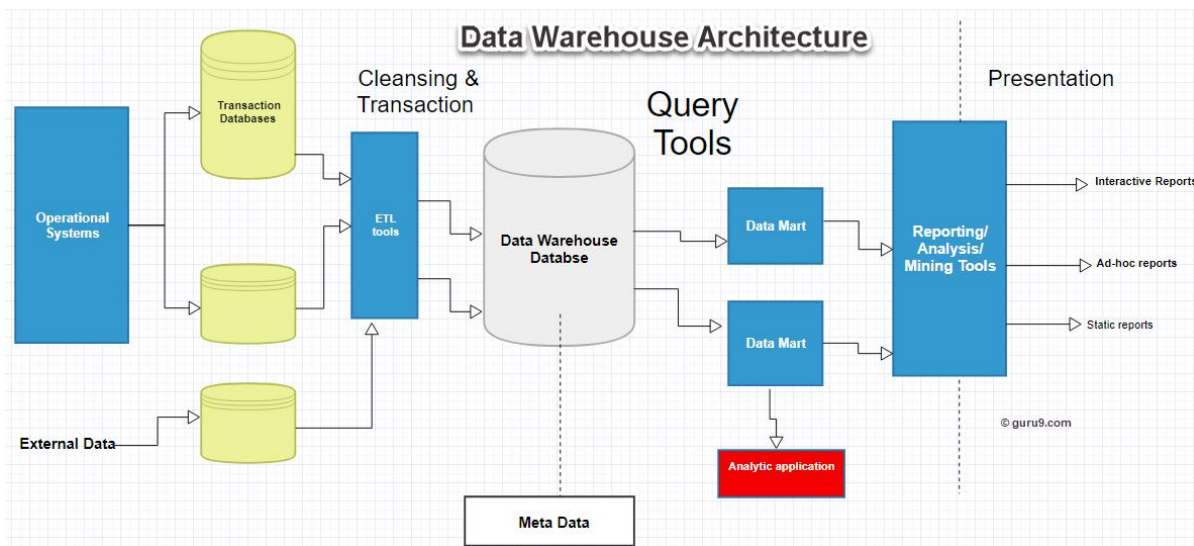 Data Warehouse Architecture
Cleansing &
Transaction
Query
Tools
Presentation
Transaction
Databases
Operational
Systems
ETL
tools
Data Warehouse
Databse
Data Mart
Data Mart
Reporting/
Analysis/
Mining Tools
Interactive Reports
Ad-hoc reports
Static reports
External Data
Analytic application
Meta Data
© guru9.com